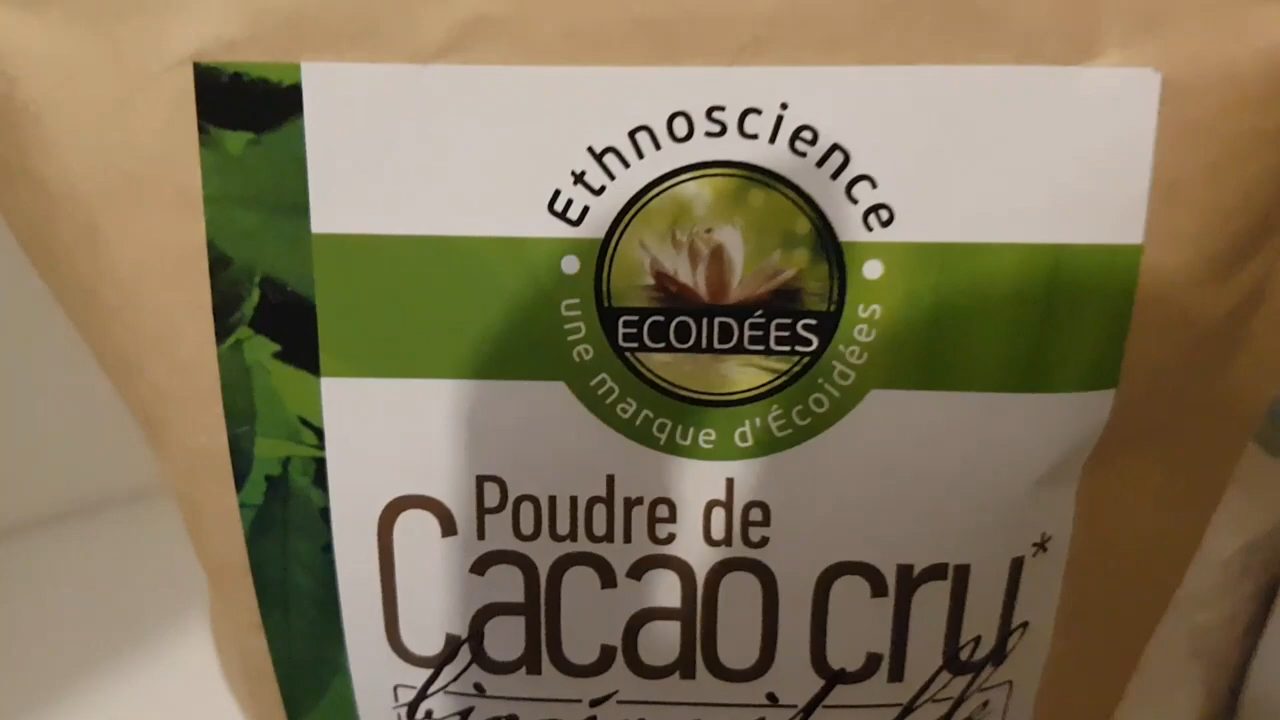 Ethnoscience
ECOIDÉES
une marque d'Écoidées
Poudre de
Cacao cru*